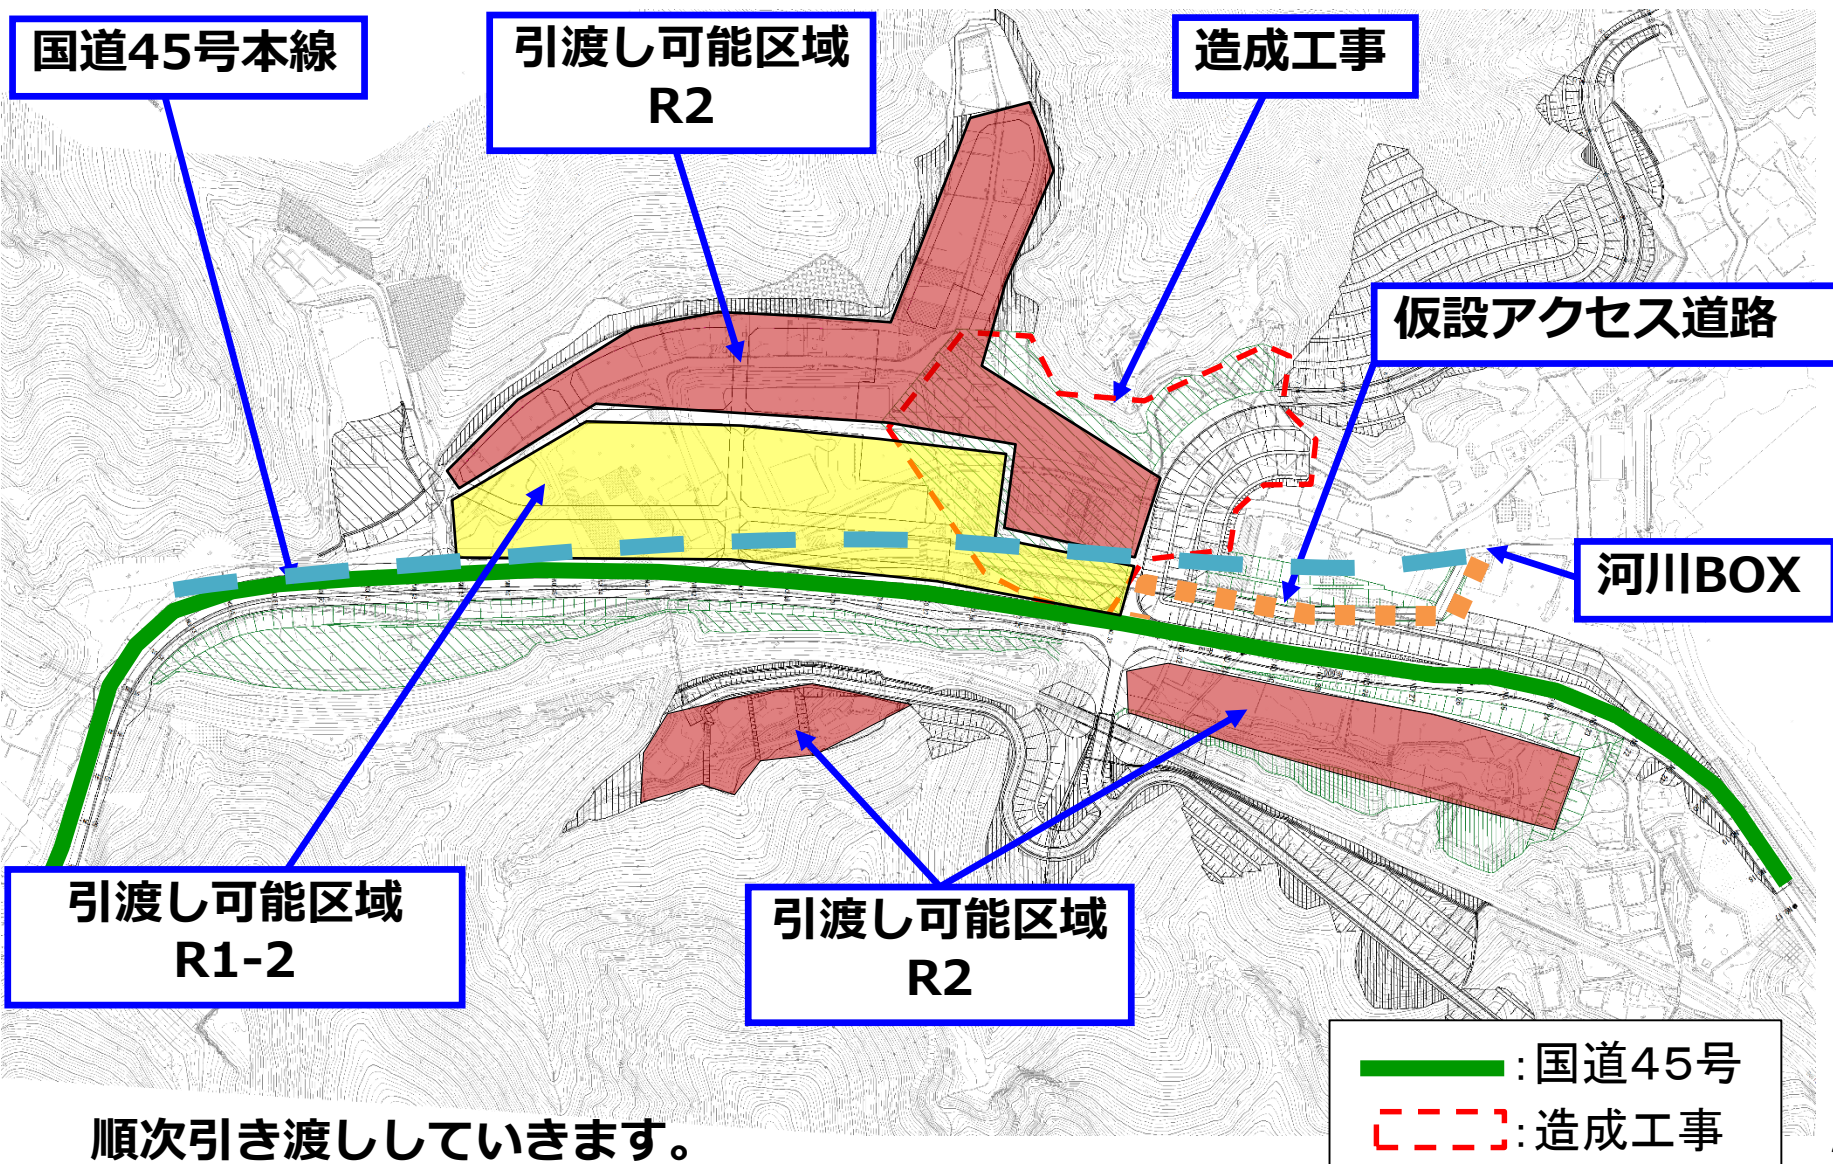 国道45号本線
引渡し可能区域
R2
造成工事
仮設アクセス道路
河川BOX
引渡し可能区域
R1-2
引渡し可能区域
R2
:国道45号
:造成工事
順次引き渡ししていきます。